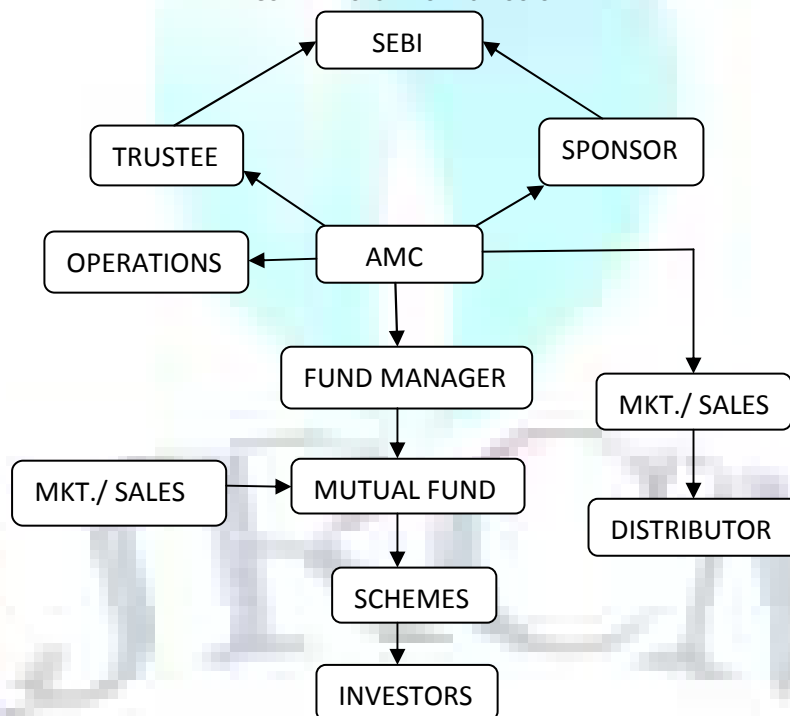 SEBI
TRUSTEE
SPONSOR
OPERATIONS
AMC
FUND MANAGER
MKT./ SALES
MKT./ SALES
MUTUAL FUND
DISTRIBUTOR
SCHEMES
INVESTORS